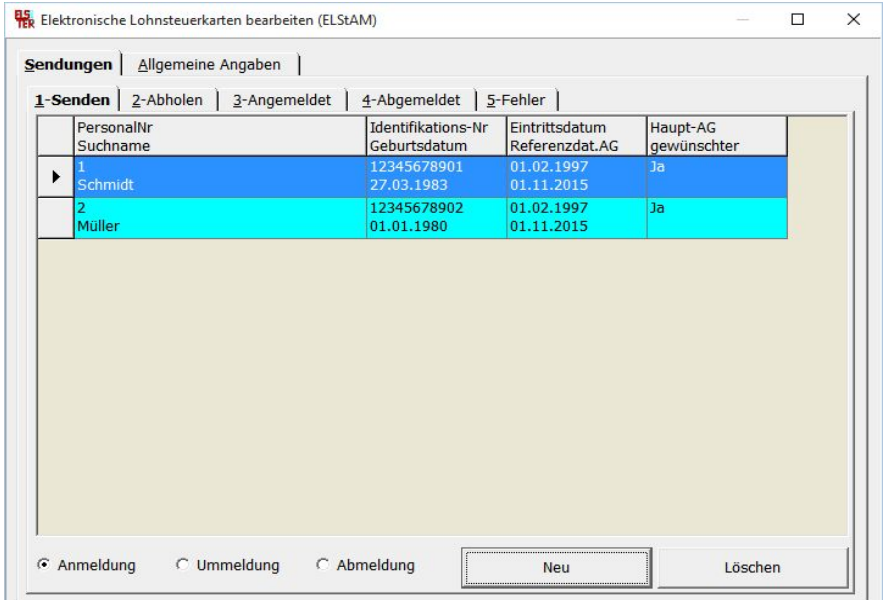 ELSTER Elektronische Lohnsteuerkarten bearbeiten (ELStAM)
Sendungen Allgemeine Angaben
1-Senden 2-Abholen 3-Angemeldet 4-Abgemeldet 5-Fehler
PersonalNr Identifikations-Nr Eintrittsdatum Haupt-AG
Suchname Geburtsdatum Referenzdat.AG gewünschter
1 12345678901 01.02.1997 Ja
Schmidt 27.03.1983 01.11.2015
2 12345678902 01.02.1997 Ja
Müller 01.01.1980 01.11.2015
Anmeldung Ummeldung Abmeldung Neu Löschen